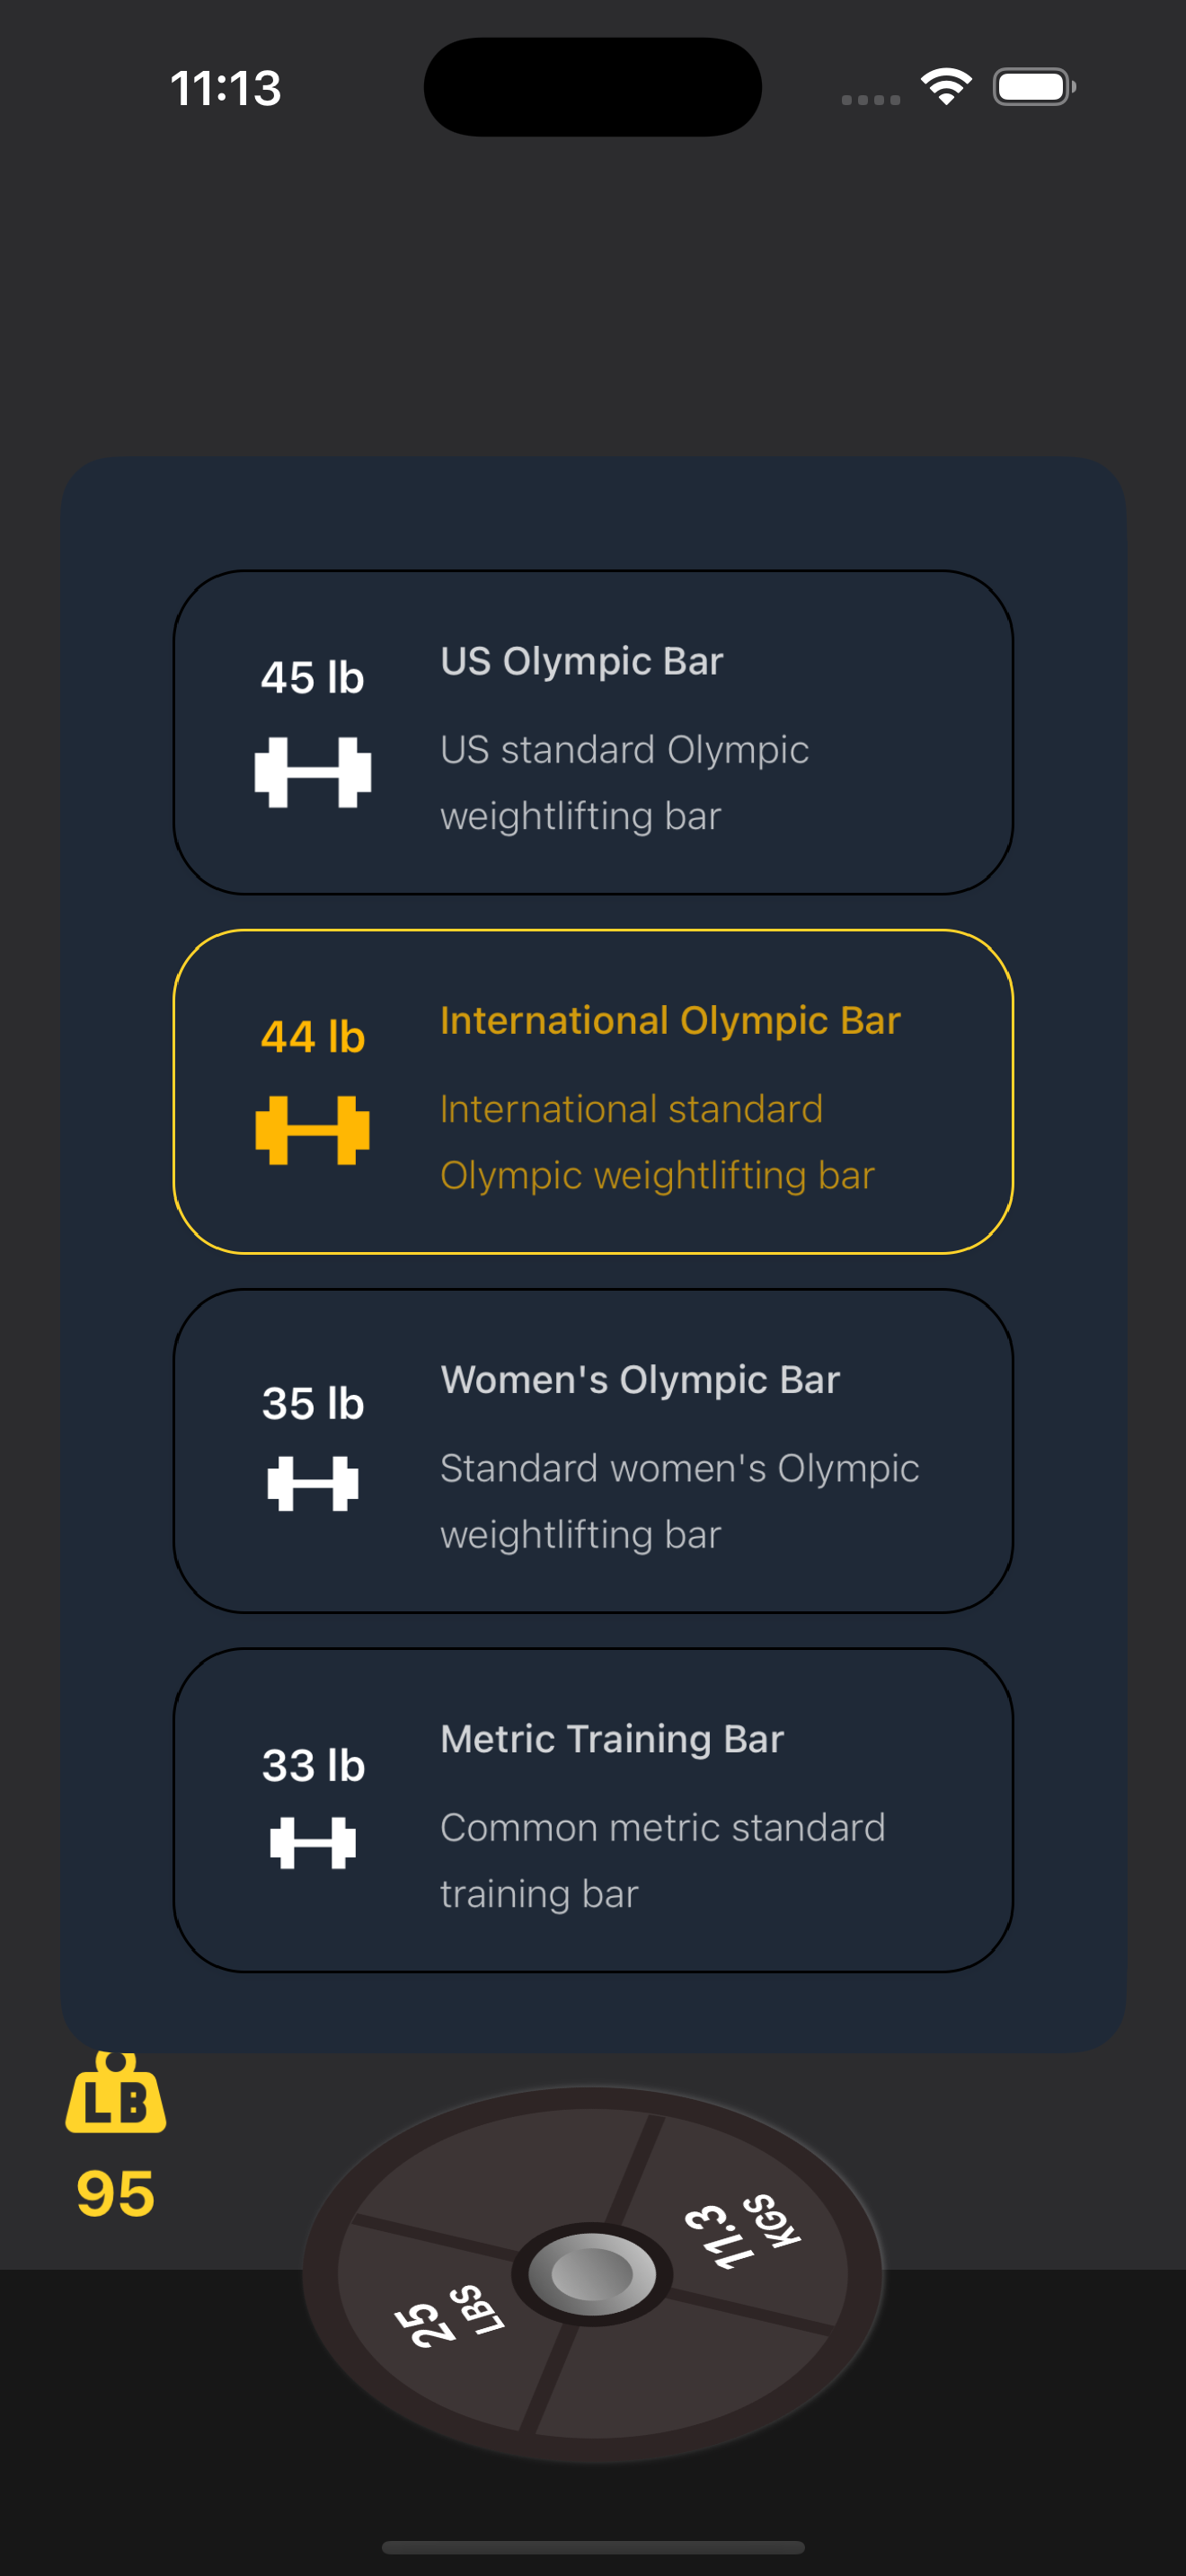 11:13
45 lb
US Olympic Bar
US standard Olympic
weightlifting bar
44 lb
International Olympic Bar
International standard
Olympic weightlifting bar
35 lb
Women's Olympic Bar
Standard women's Olympic
weightlifting bar
33 lb
Metric Training Bar
Common metric standard
training bar
LB
95
KGS
11.3
LBS
25